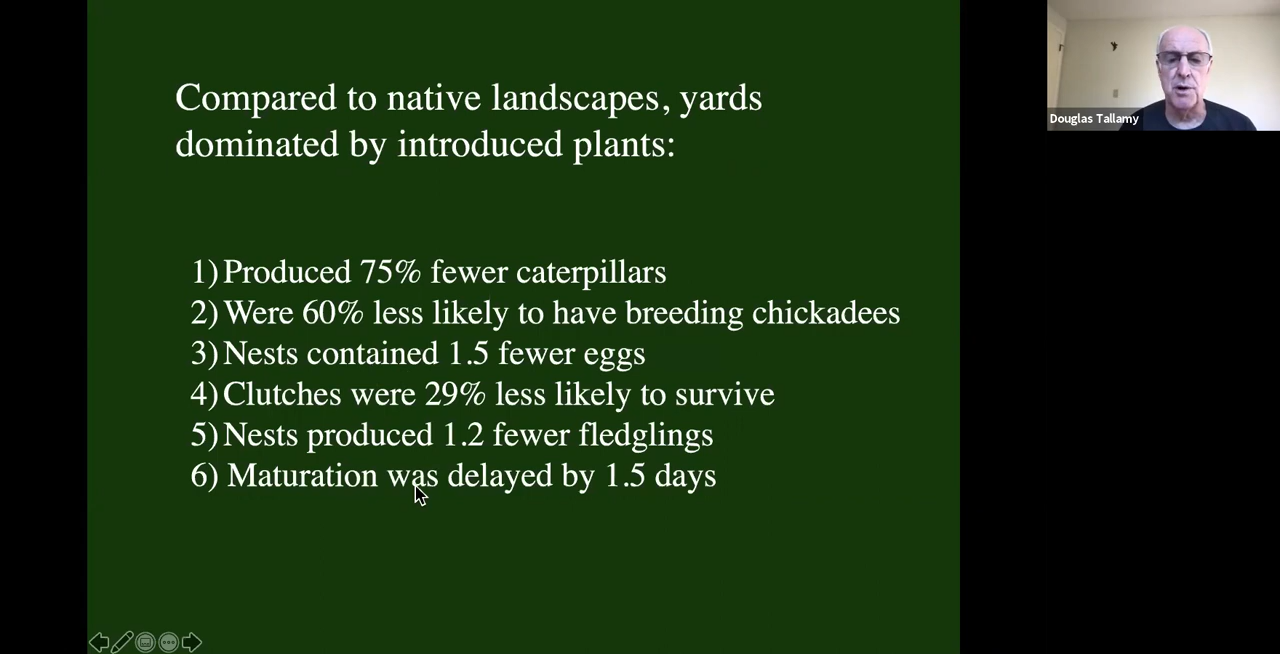 Compared to native landscapes, yards
dominated by introduced plants:
1) Produced 75% fewer caterpillars
2) Were 60% less likely to have breeding chickadees
3) Nests contained 1.5 fewer eggs
4) Clutches were 29% less likely to survive
5) Nests produced 1.2 fewer fledglings
6) Maturation was delayed by 1.5 days
Douglas Tallamy